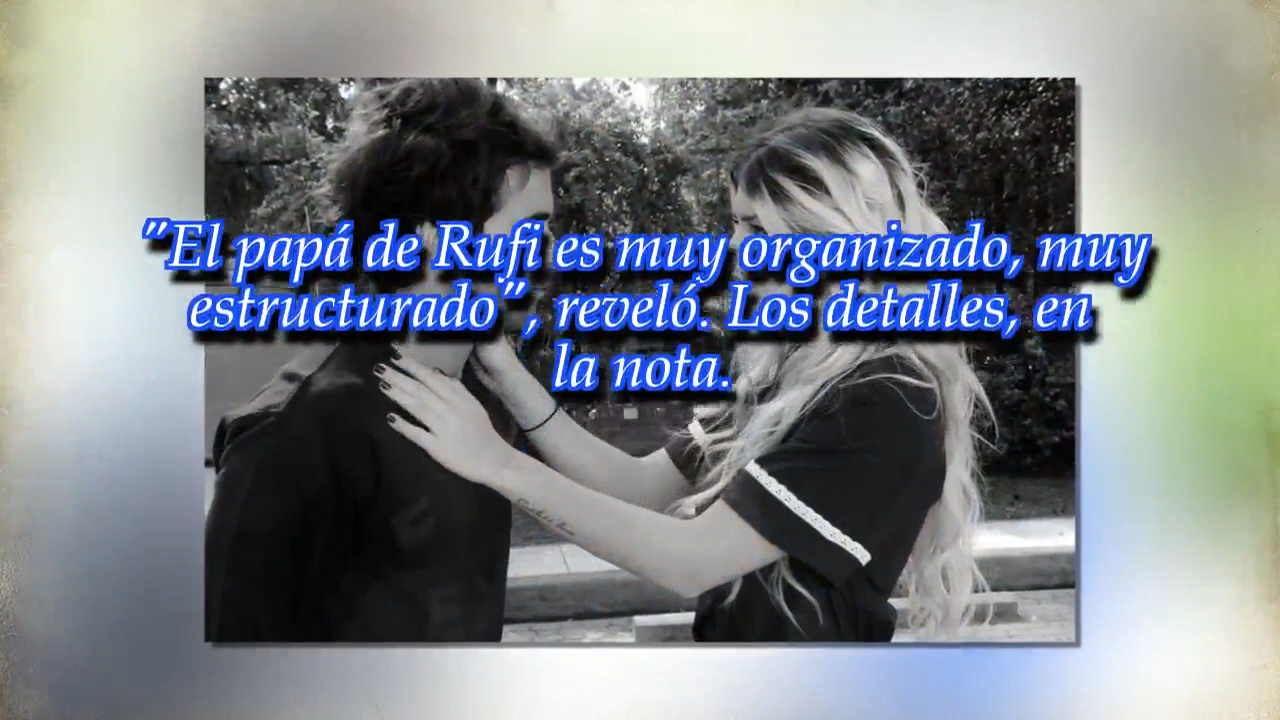 "El papá de Rufi es muy organizado, muy
estructurado", reveló. Los detalles, en
la nota.